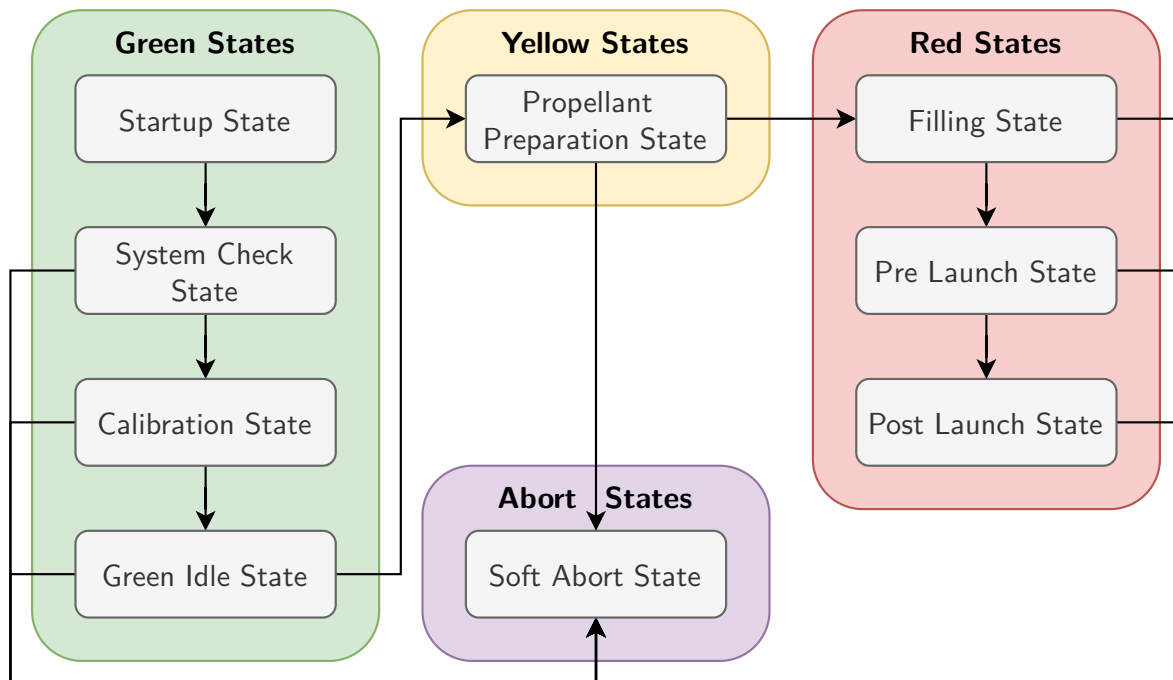 Green States
Startup State
System Check
State
Calibration State
Green Idle State
Yellow States
Propellant
Preparation State
Abort States
Soft Abort State
Red States
Filling State
Pre Launch State
Post Launch State